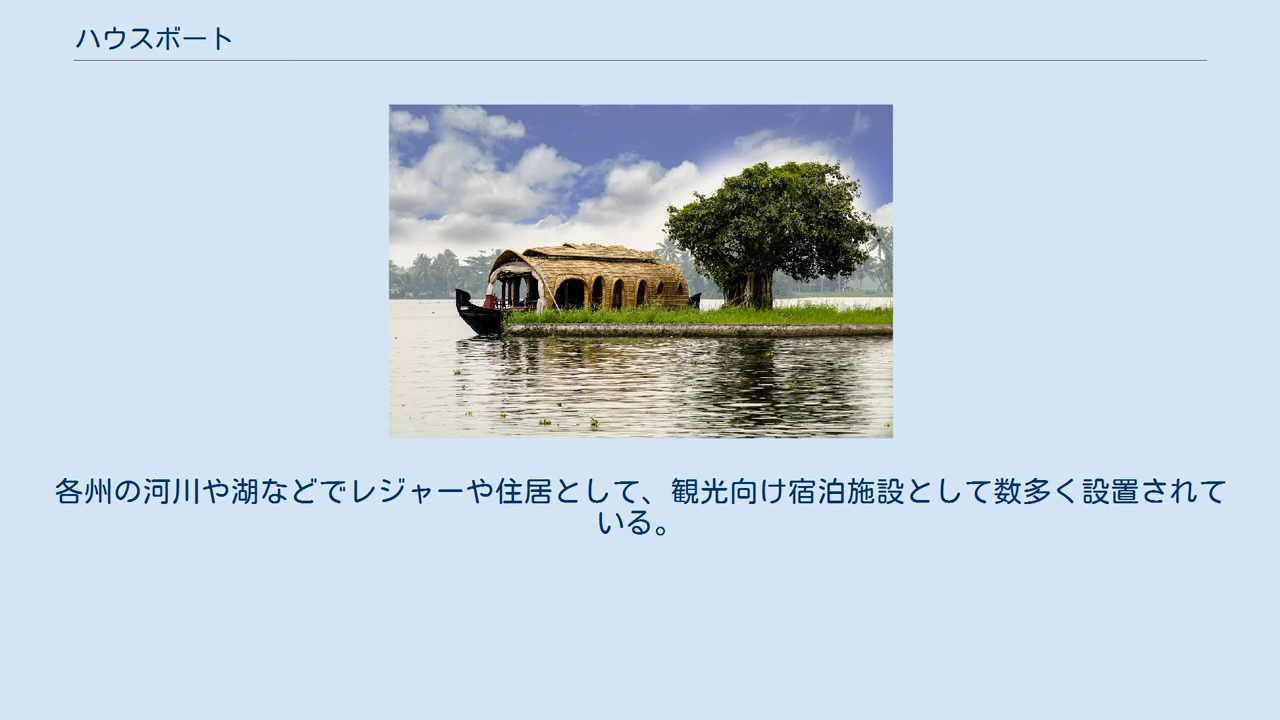 ハウスボート
各州の河川や湖などでレジャーや住居として、観光向け宿泊施設として数多く設置されて
いる。